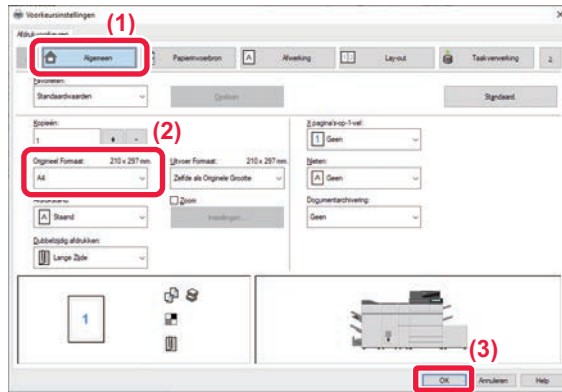 Voorkeursinstellingen
(1)
Afdrukvoorkeuren
Algemeen
Papierinvoerbron
Afwerking
Lay-out
Taakverwerking
Favorieten:
Standaardwaarden
Opslaan
Standaard
Kopieën:
1
(2)
X pagina's-op-1-vel:
Geen
Origineel Formaat: 210 x 297 mm.
A4
Uitvoer Formaat: 210 x 297 mm.
Zelfde als Originele Grootte
Nieten:
Geen
Afdrukstand:
Staand
Zoom
Instellingen
Documentarchivering:
Geen
Dubbelzijdig afdrukken:
Lange Zijde
1
(3)
OK
Annuleren
Help